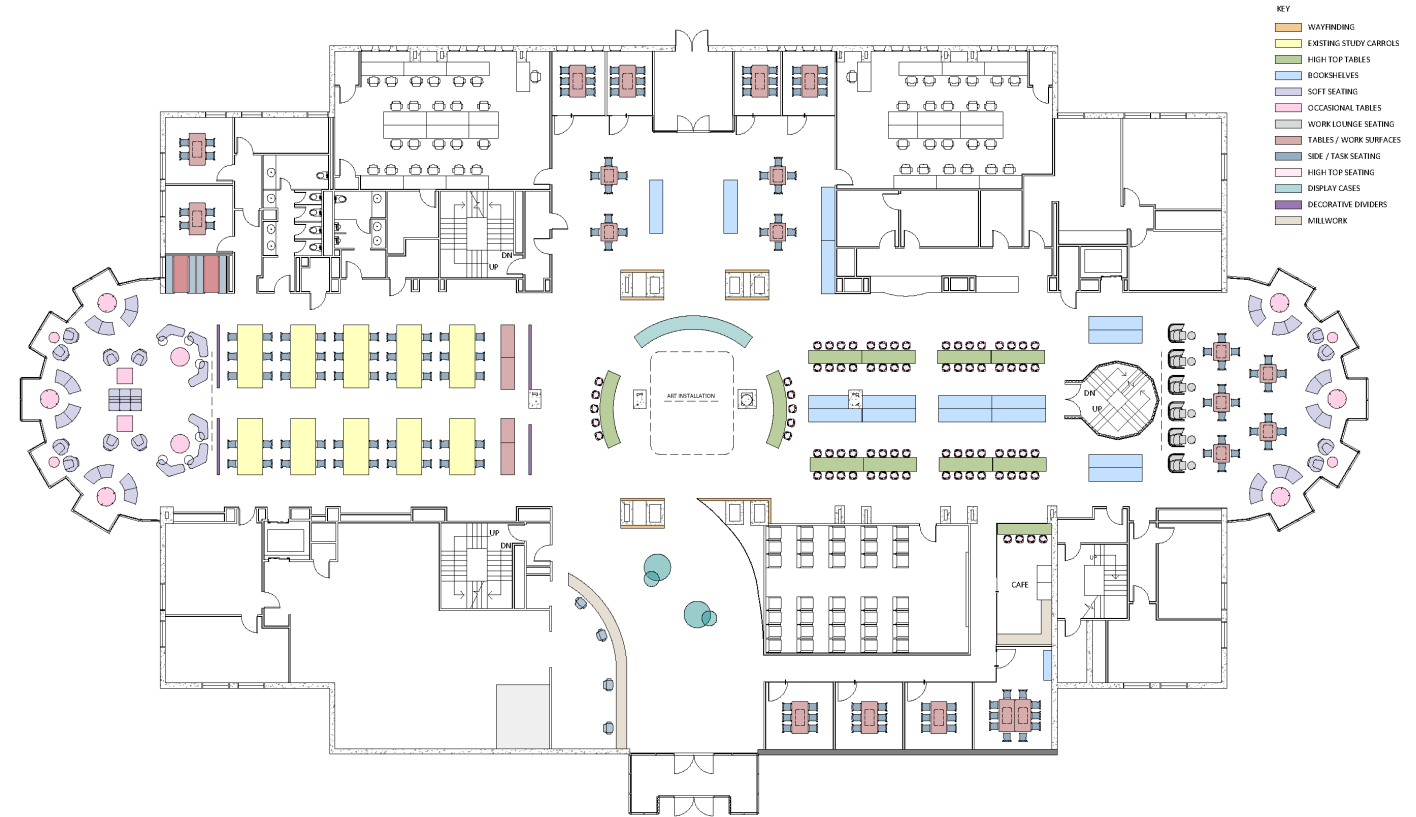 KEY
WAYFINDING
EXISTING STUDY CARROLS
HIGH TOP TABLES
BOOKSHELVES
SOFT SEATING
OCCASIONAL TABLES
WORK LOUNGE SEATING
TABLES / WORK SURFACES
SIDE / TASK SEATING
HIGH TOP SEATING
DISPLAY CASES
DECORATIVE DIVIDERS
MILLWORK
DN
UP
ART INSTALLATION
DN
UP
UP
DN
UP
CAFE